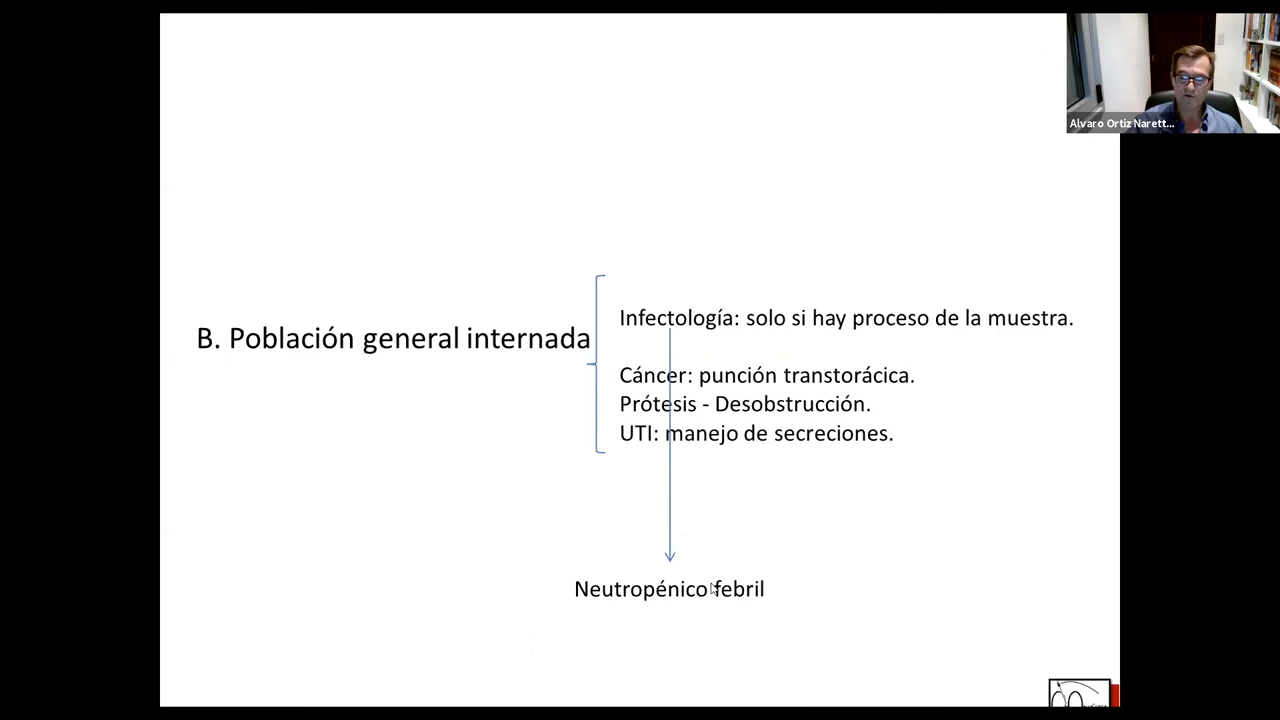 Alvaro Ortiz Narett...
B. Población general internada
Infectología: solo si hay proceso de la muestra.
Cáncer: punción transtorácica.
Prótesis - Desobstrucción.
UTI: manejo de secreciones.
Neutropénico febril